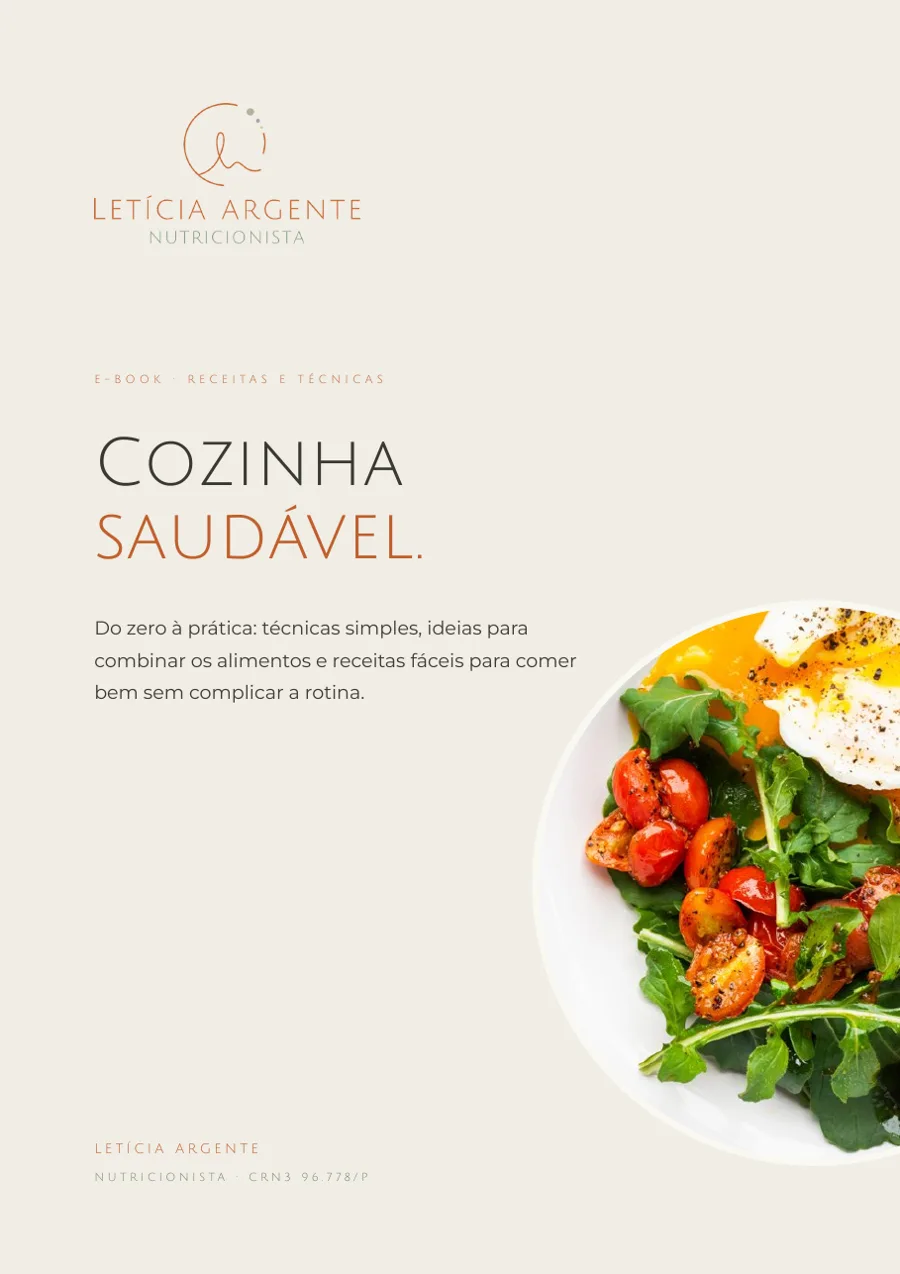 LETÍCIA ARGENTE
NUTRICIONISTA
E-BOOK · RECEITAS E TÉCNICAS
COZINHA
SAUDÁVEL.
Do zero à prática: técnicas simples, ideias para
combinar os alimentos e receitas fáceis para comer
bem sem complicar a rotina.
LETÍCIA ARGENTE
NUTRICIONISTA · CRN3 96.778/P